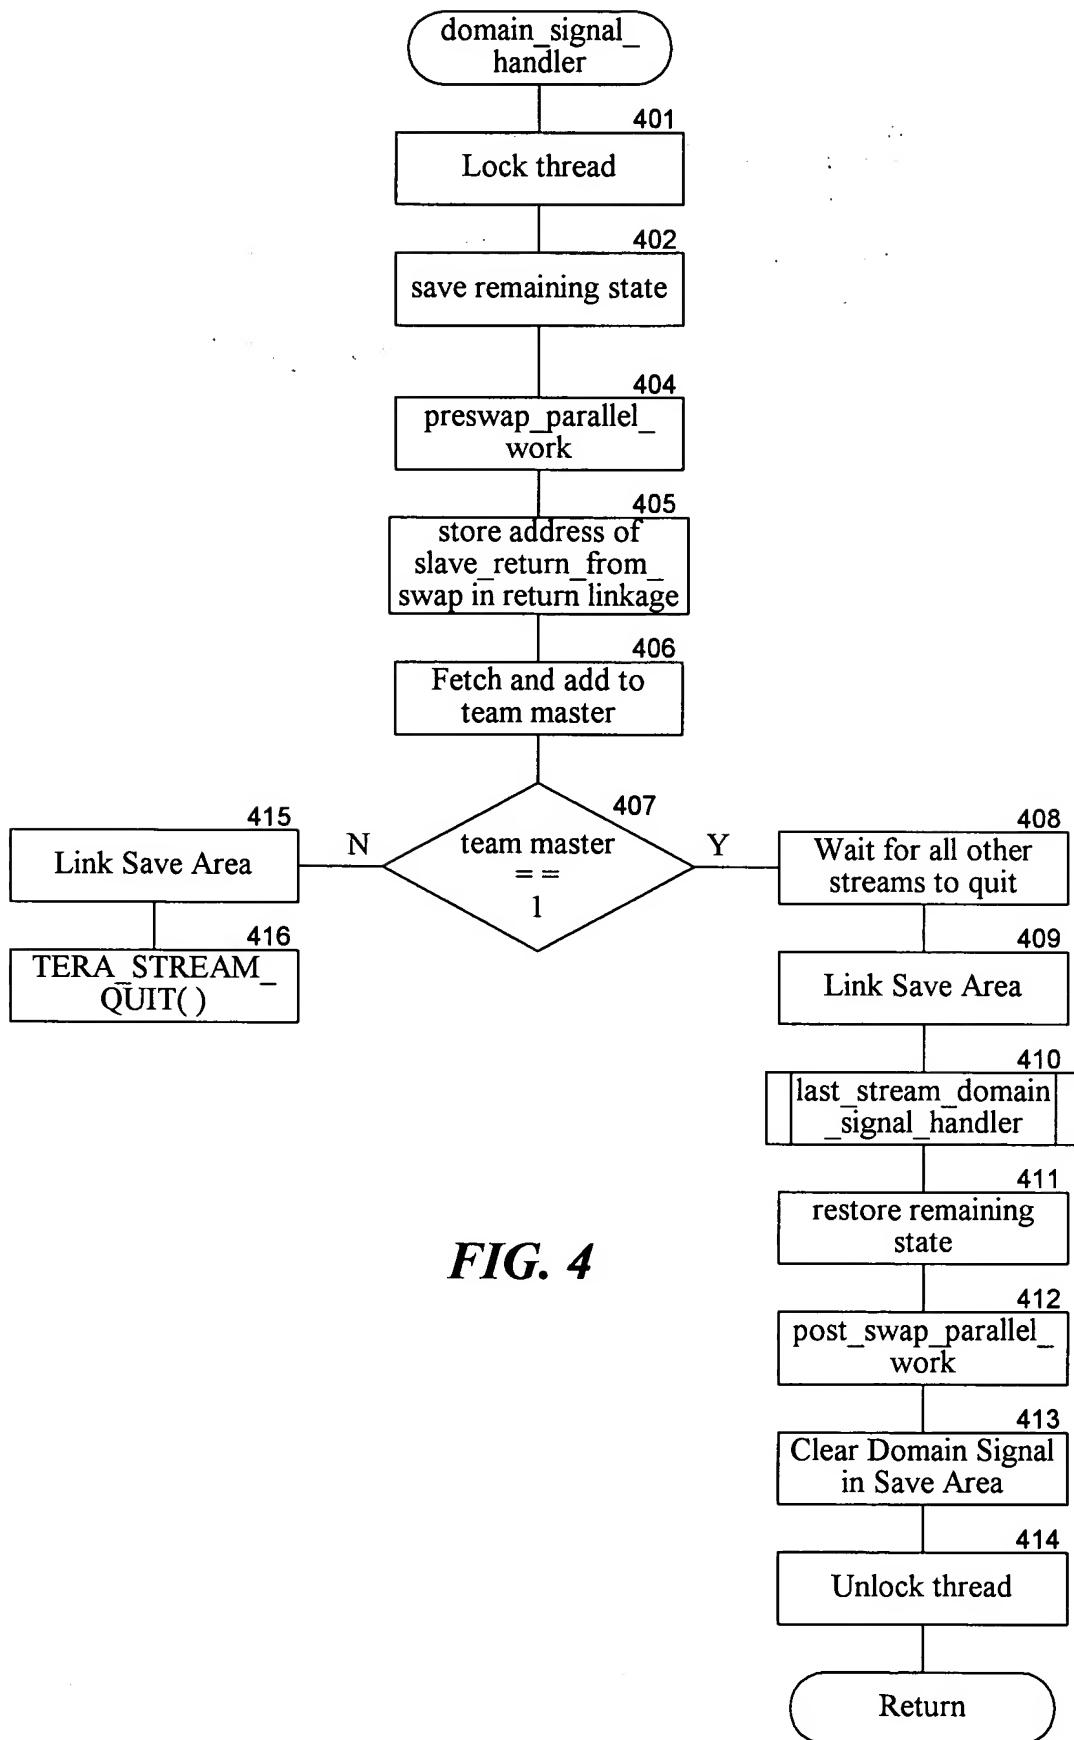 domain_signal_
handler
401
Lock thread
402
save remaining state
404
preswap_parallel_
work
405
store address of
slave_return_from_
swap in return linkage
406
Fetch and add to
team master
407
team master
= =
1
N
Y
415
Link Save Area
416
TERA_STREAM_
QUIT( )
408
Wait for all other
streams to quit
409
Link Save Area
410
last_stream_domain
_signal_handler
411
restore remaining
state
412
post_swap_parallel_
work
413
Clear Domain Signal
in Save Area
414
Unlock thread
Return
FIG. 4